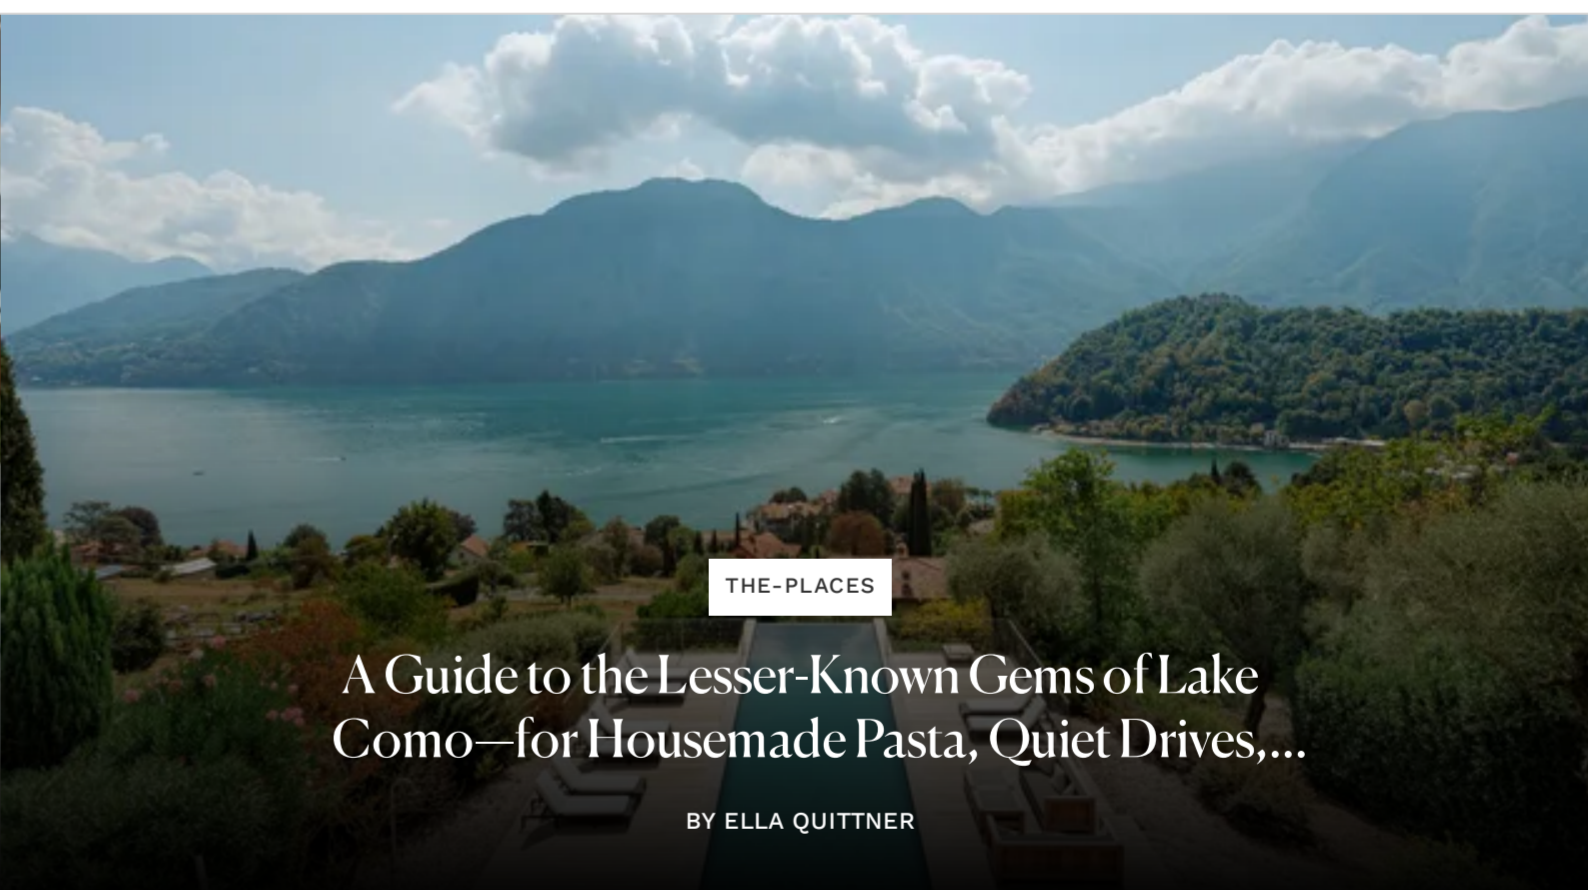 THE-PLACES
A Guide to the Lesser-Known Gems of Lake
Como—for Housemade Pasta, Quiet Drives,...
BY ELLA QUITTNER